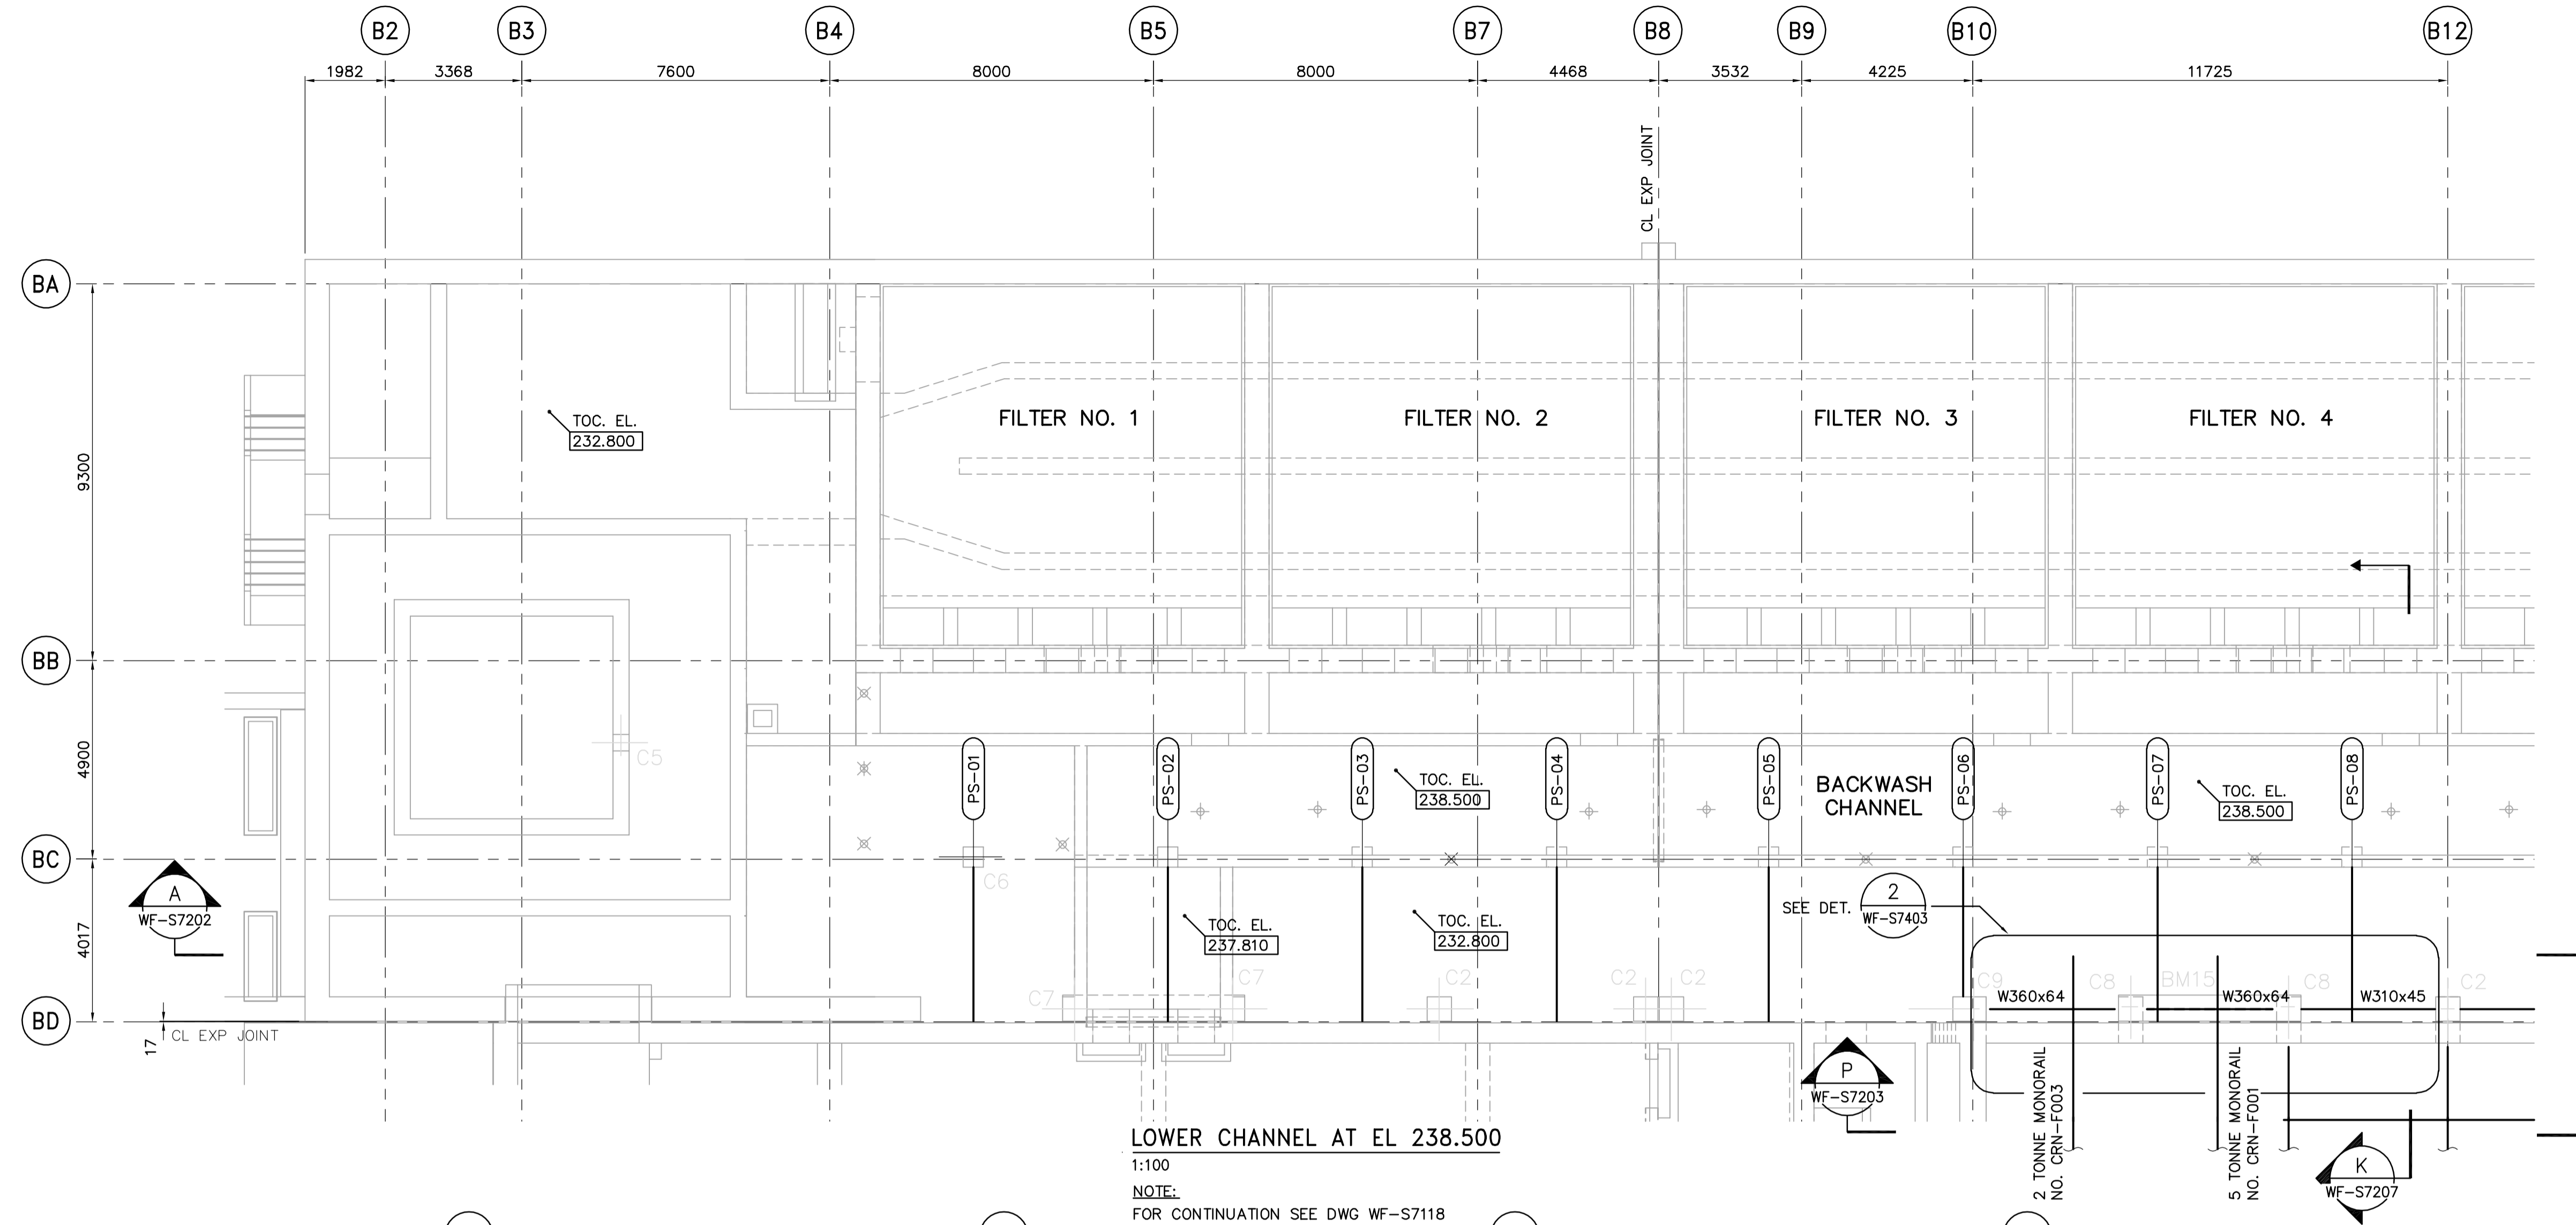 B2
B3
B4
B5
B7
B8
B9
B10
B12
1982
3368
7600
8000
8000
4468
3532
4225
11725
CL EXP JOINT
BA
9300
TOC. EL.
232.800
FILTER NO. 1
FILTER NO. 2
FILTER NO. 3
FILTER NO. 4
BB
4900
C5
PS-01
PS-02
PS-03
PS-04
PS-05
PS-06
PS-07
PS-08
TOC. EL.
238.500
BACKWASH
CHANNEL
TOC. EL.
238.500
BC
C6
A
WF-S7202
4017
SEE DET.
2
WF-S7403
TOC. EL.
237.810
TOC. EL.
232.800
C7
C7
C2
C2
C2
C9
W360x64
C8
BM15
W360x64
C8
W310x45
C2
BD
17
CL EXP JOINT
P
WF-S7203
2 TONNE MONORAIL
NO. CRN-F003
5 TONNE MONORAIL
NO. CRN-F001
K
WF-S7207
LOWER CHANNEL AT EL 238.500
1:100
NOTE:
FOR CONTINUATION SEE DWG WF-S7118